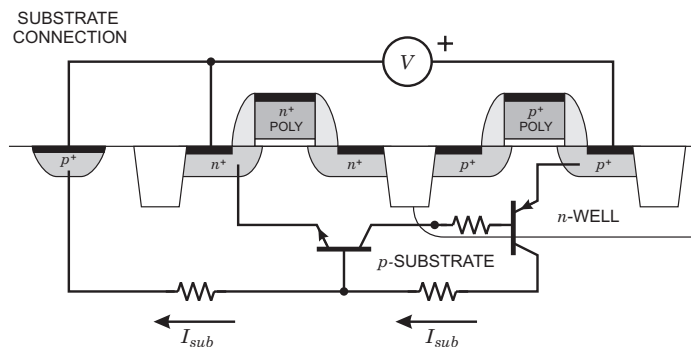 SUBSTRATE
CONNECTION
V
+
n+
POLY
p+
POLY
p+
n+
n+
p+
p+
n-WELL
p-SUBSTRATE
Isub
Isub